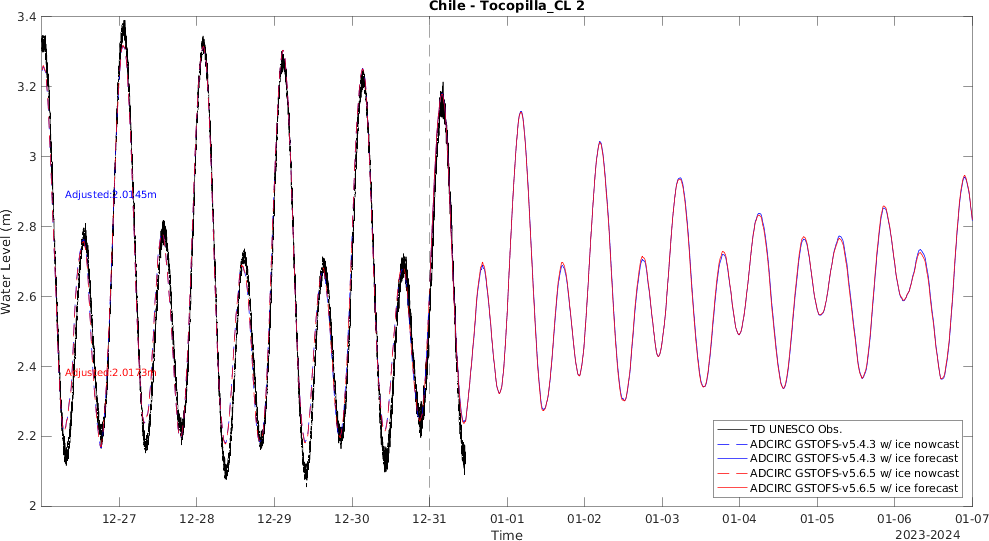 Chile - Tocopilla_CL 2
3.4
3.2
3
2.8
2.6
2.4
2.2
2
Water Level (m)
Adjusted:2.0145m
Adjusted:2.0173m
TD UNESCO Obs.
ADCIRC GSTOFS-v5.4.3 w/ ice nowcast
ADCIRC GSTOFS-v5.4.3 w/ ice forecast
ADCIRC GSTOFS-v5.6.5 w/ ice nowcast
ADCIRC GSTOFS-v5.6.5 w/ ice forecast
12-27 12-28 12-29 12-30 12-31 01-01 01-02 01-03 01-04 01-05 01-06 01-07
Time
2023-2024